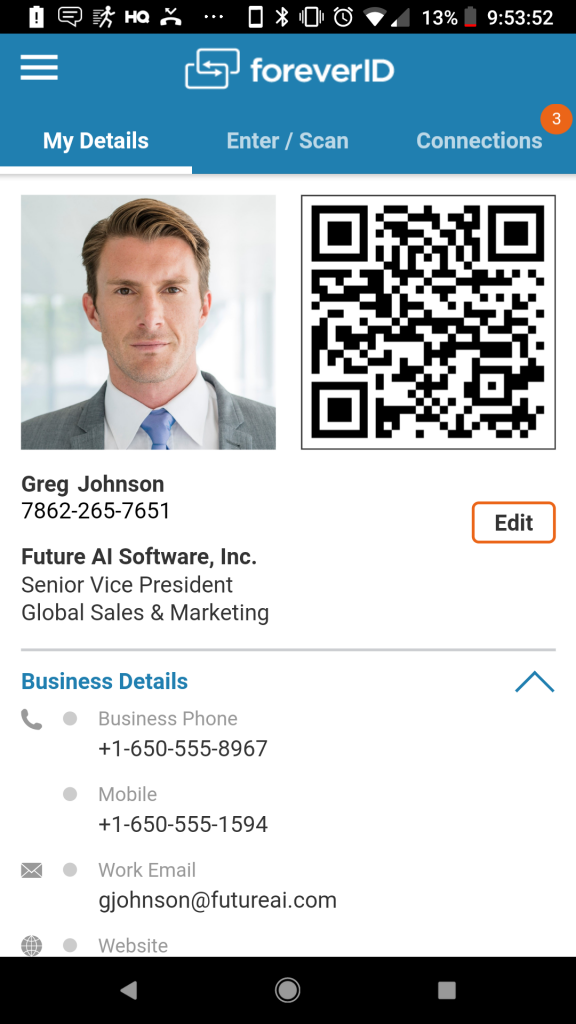 HQ
...
13%
9:53:52
foreverID
3
My Details
Enter / Scan
Connections
Greg Johnson
7862-265-7651
Edit
Future AI Software, Inc.
Senior Vice President
Global Sales & Marketing
Business Details
Business Phone
+1-650-555-8967
Mobile
+1-650-555-1594
Work Email
gjohnson@futureai.com
Website